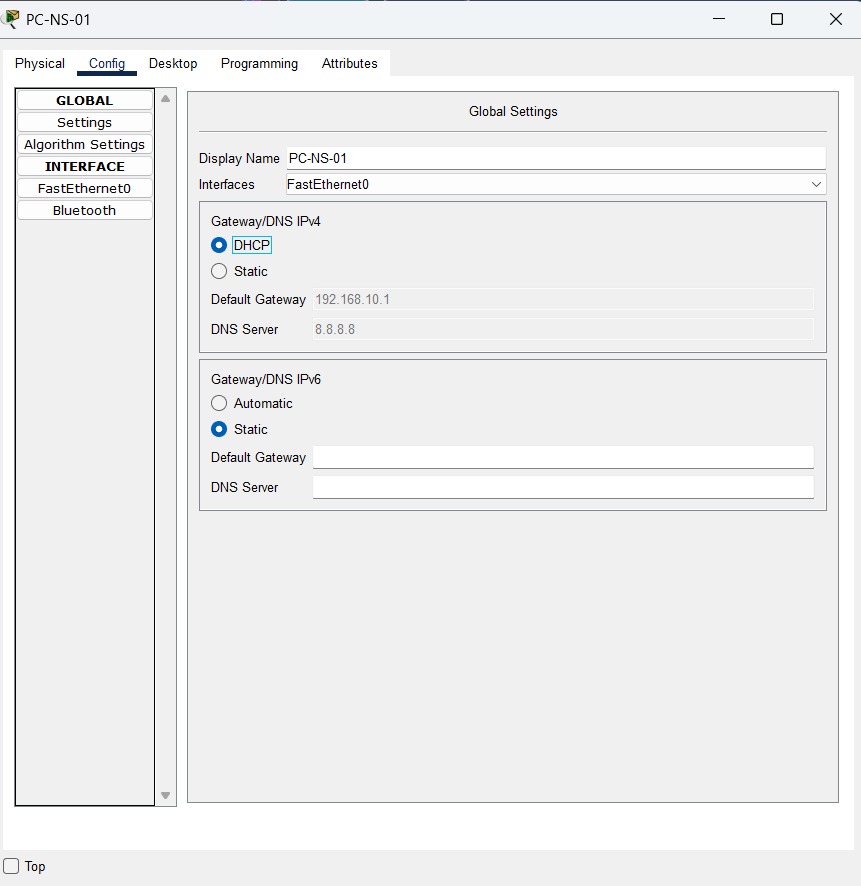 PC-NS-01
Physical Config Desktop Programming Attributes
GLOBAL
Settings
Algorithm Settings
INTERFACE
FastEthernet0
Bluetooth
Global Settings
Display Name PC-NS-01
Interfaces FastEthernet0
Gateway/DNS IPv4
DHCP
Static
Default Gateway 192.168.10.1
DNS Server 8.8.8.8
Gateway/DNS IPv6
Automatic
Static
Default Gateway
DNS Server
Top